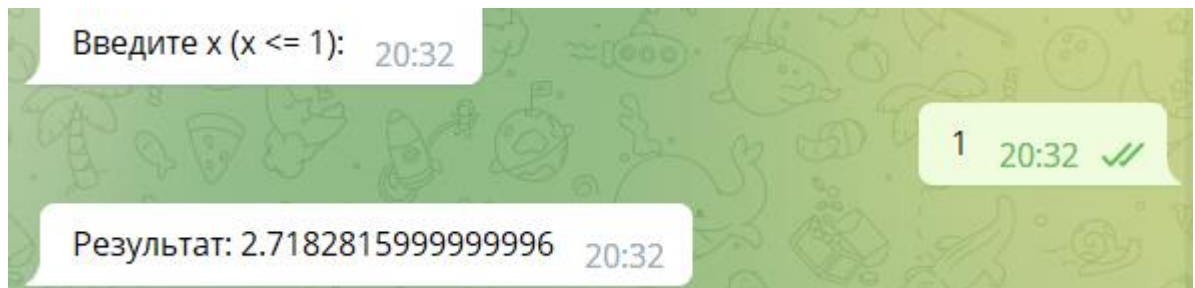 Введите x (x <= 1): 20:32
1 20:32
Результат: 2.7182815999999996 20:32